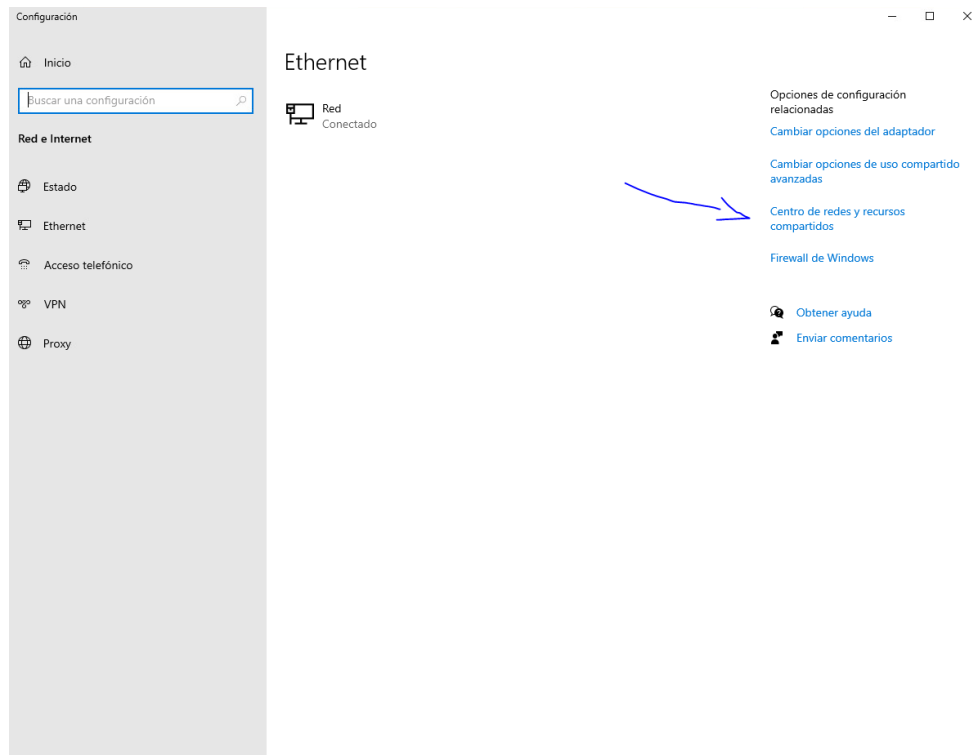 Configuración
Inicio
Buscar una configuración
Red e Internet
Estado
Ethernet
Acceso telefónico
VPN
Proxy
Ethernet
Red
Conectado
Opciones de configuración
relacionadas
Cambiar opciones del adaptador
Cambiar opciones de uso compartido
avanzadas
Centro de redes y recursos
compartidos
Firewall de Windows
Obtener ayuda
Enviar comentarios